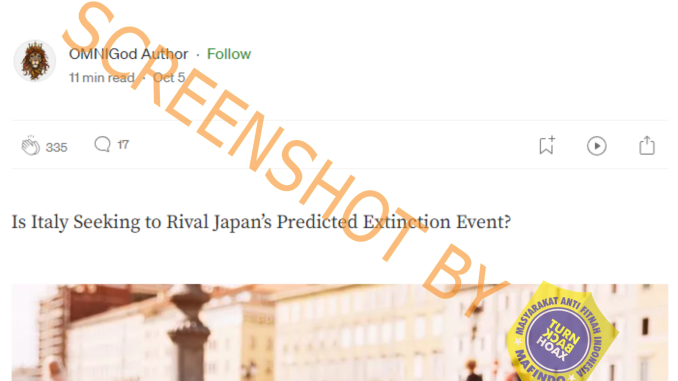 OMNIGod Author · Follow
11 min read · Oct 5
335
17
Is Italy Seeking to Rival Japan’s Predicted Extinction Event?
SCREENSHOT BY
MASYARAKAT ANTI FITNAH INDONESIA
TURN
BACK
HOAX
MAFINDO